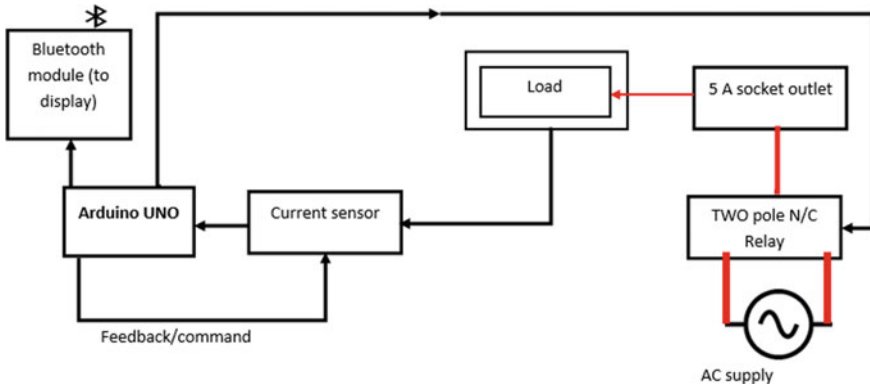 Bluetooth
module (to
display)
Load
5 A socket outlet
Arduino UNO
Current sensor
TWO pole N/C
Relay
Feedback/command
AC supply